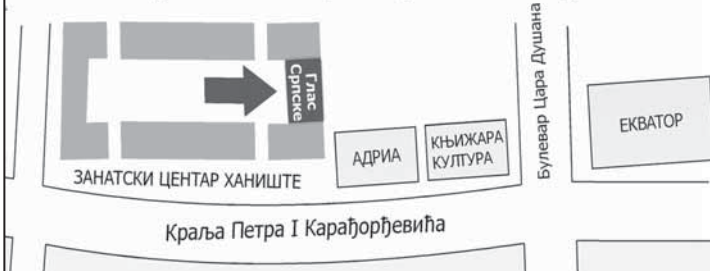 Глас
Српске
Булевар Цара Душана
ЕКВАТОР
АДРИА
КЊИЖАРА
КУЛТУРА
ЗАНАТСКИ ЦЕНТАР ХАНИШТЕ
Краља Петра I Карађорђевића